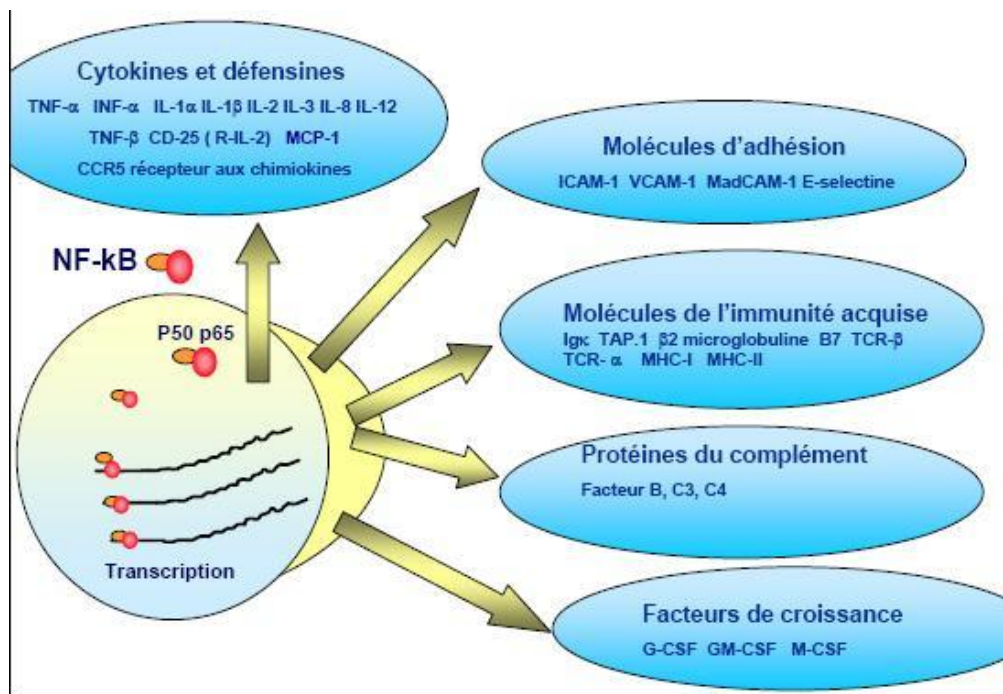 Cytokines et défensines
TNF-α INF-α IL-1α IL-1β IL-2 IL-3 IL-8 IL-12
TNF-β CD-25 ( R-IL-2) MCP-1
CCR5 récepteur aux chimiokines
Molécules d'adhésion
ICAM-1 VCAM-1 MadCAM-1 E-selectine
NF-kB
P50 p65
Molécules de l'immunité acquise
Igκ TAP.1 β2 microglobuline B7 TCR-β
TCR- α MHC-I MHC-II
Protéines du complément
Facteur B, C3, C4
Transcription
Facteurs de croissance
G-CSF GM-CSF M-CSF